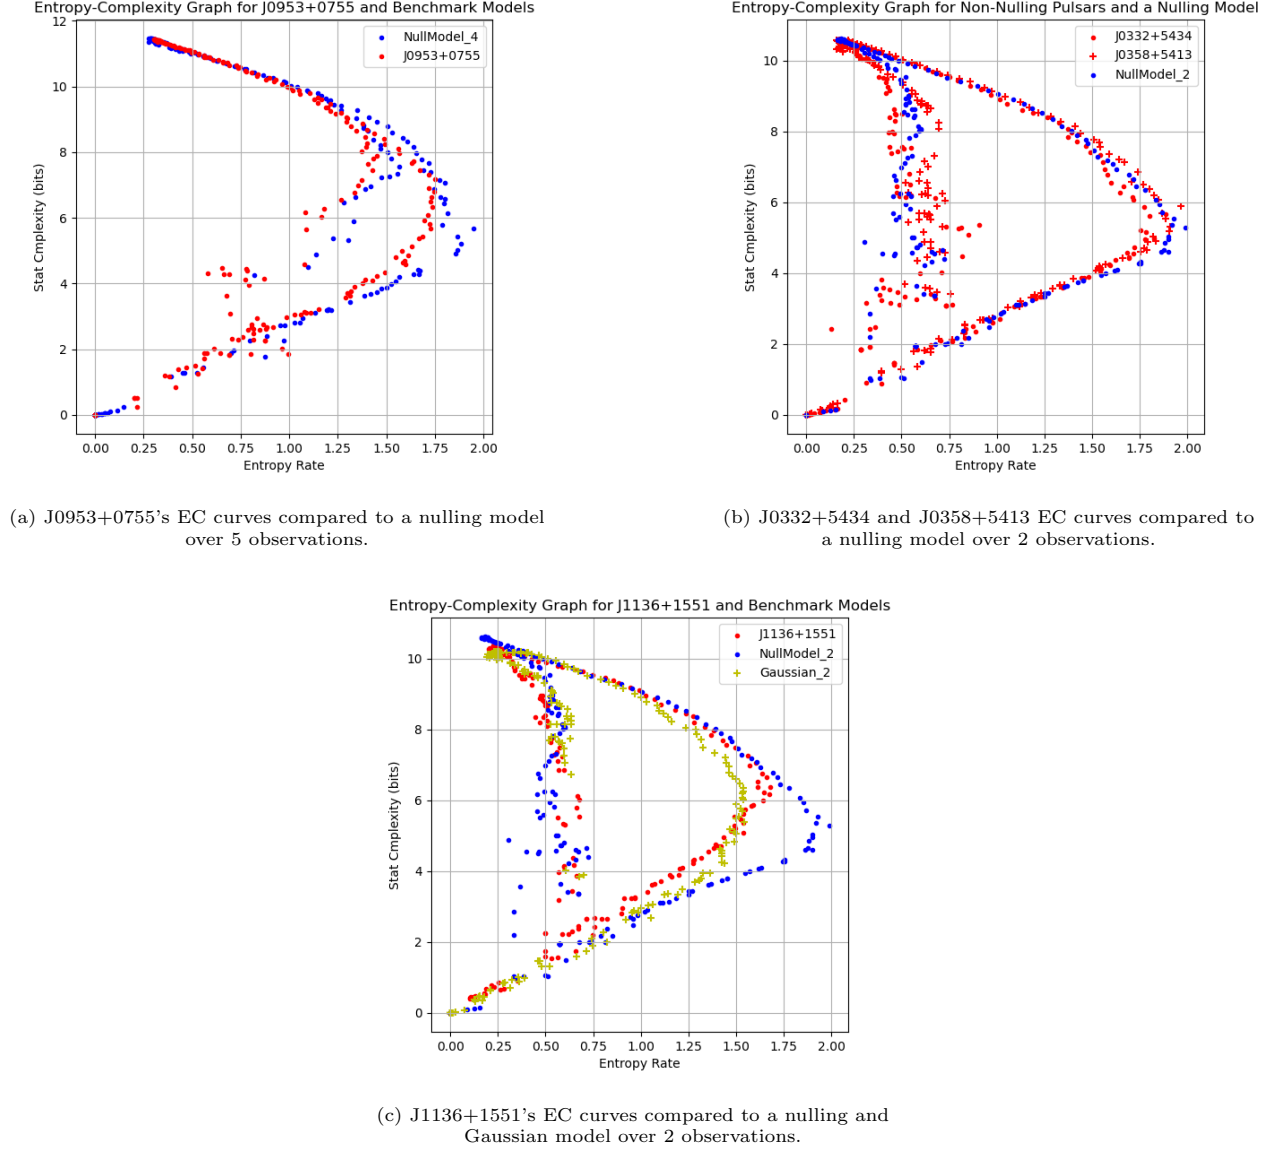 Entropy-Complexity Graph for J0953+0755 and Benchmark Models
NullModel_4
J0953+0755
12
10
8
6
4
2
0
Stat Cmplexity (bits)
0.00 0.25 0.50 0.75 1.00 1.25 1.50 1.75 2.00
Entropy Rate
(a) J0953+0755's EC curves compared to a nulling model
over 5 observations.
Entropy-Complexity Graph for Non-Nulling Pulsars and a Nulling Model
J0332+5434
J0358+5413
NullModel_2
10
8
6
4
2
0
Stat Cmplexity (bits)
0.00 0.25 0.50 0.75 1.00 1.25 1.50 1.75 2.00
Entropy Rate
(b) J0332+5434 and J0358+5413 EC curves compared to
a nulling model over 2 observations.
Entropy-Complexity Graph for J1136+1551 and Benchmark Models
J1136+1551
NullModel_2
Gaussian_2
10
8
6
4
2
0
Stat Cmplexity (bits)
0.00 0.25 0.50 0.75 1.00 1.25 1.50 1.75 2.00
Entropy Rate
(c) J1136+1551's EC curves compared to a nulling and
Gaussian model over 2 observations.